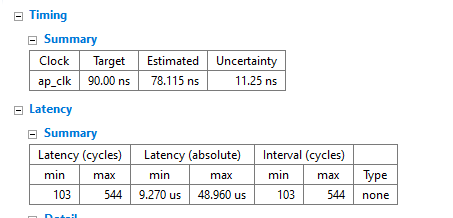 Timing
Summary
Clock Target Estimated Uncertainty
ap_clk 90.00 ns 78.115 ns 11.25 ns
Latency
Summary
Latency (cycles) Latency (absolute) Interval (cycles)
min max min max min max Type
103 544 9.270 us 48.960 us 103 544 none